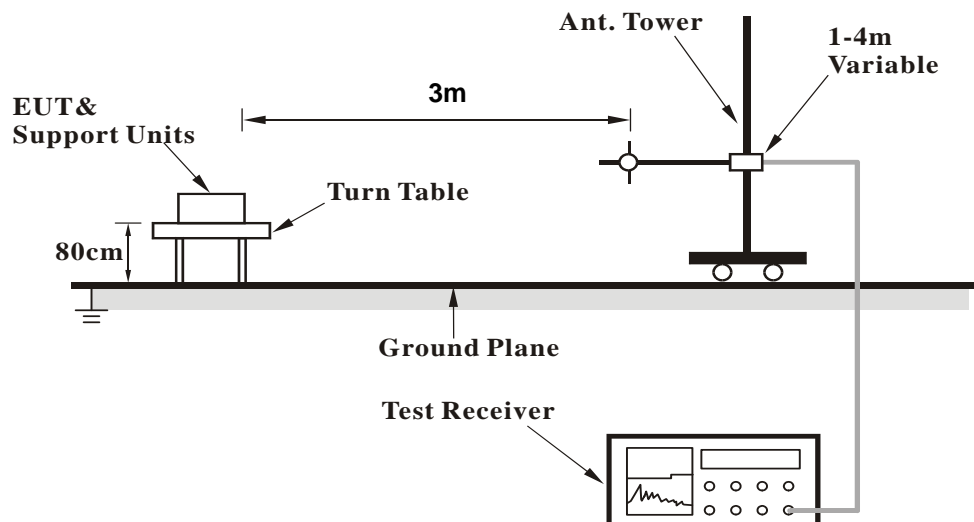 Ant. Tower
1-4m
Variable
3m
EUT&
Support Units
Turn Table
80cm
Ground Plane
Test Receiver